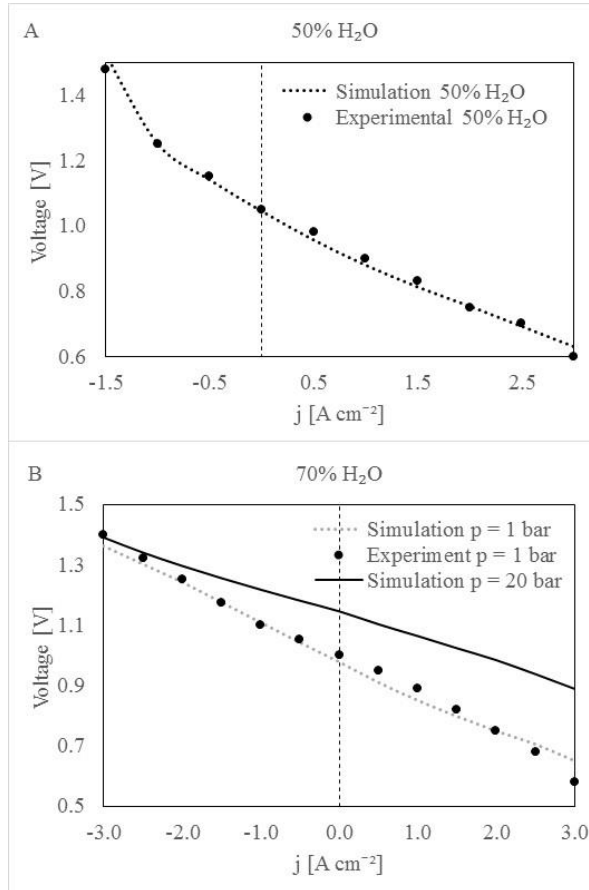 A
50% H₂O
Simulation 50% H₂O
Experimental 50% H₂O
Voltage [V]
1.4
1.2
1.0
0.8
0.6
-1.5
-0.5
0.5
1.5
2.5
j [A cm⁻²]
B
70% H₂O
Simulation p = 1 bar
Experiment p = 1 bar
Simulation p = 20 bar
Voltage [V]
1.5
1.3
1.1
0.9
0.7
0.5
-3.0
-2.0
-1.0
0.0
1.0
2.0
3.0
j [A cm⁻²]